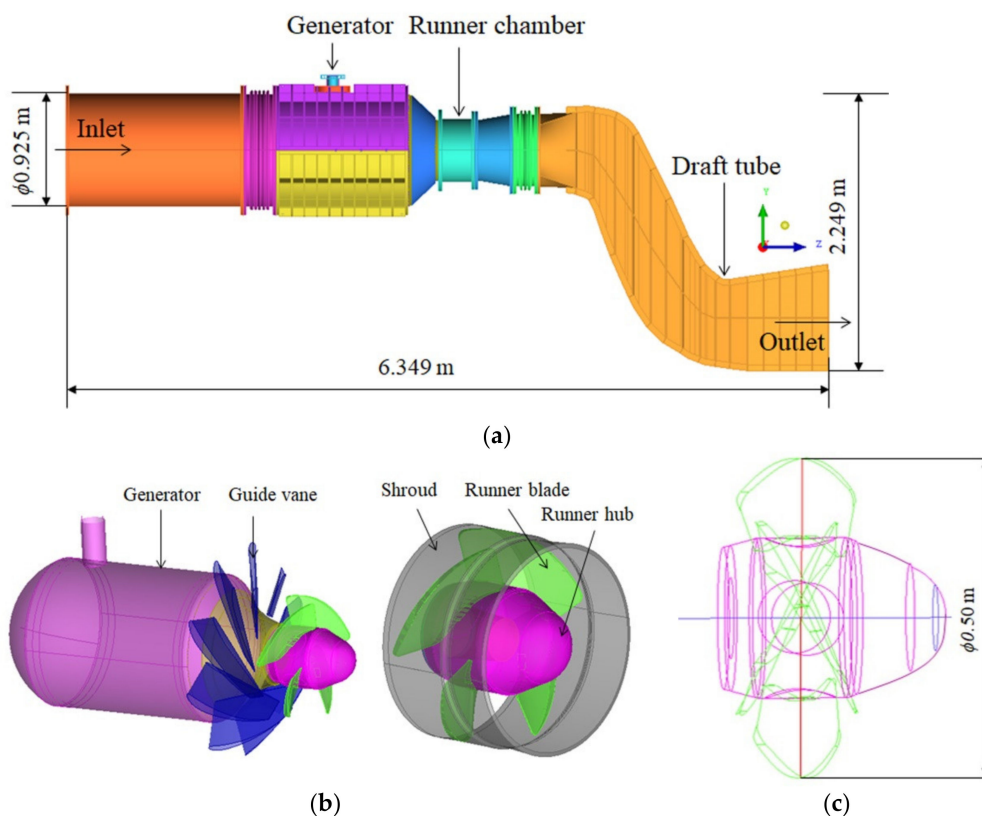 Generator
Runner chamber
ϕ0.925 m
Inlet
Draft tube
Y
Z
2.249 m
Outlet
6.349 m
(a)
Generator
Guide vane
Shroud
Runner blade
Runner hub
ϕ0.50 m
(b)
(c)